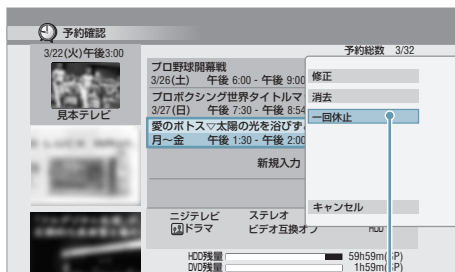 予約確認
3/22(火)午後3:00
予約総数 3/32
見本テレビ
プロ野球開幕戦
3/26(土) 午後 6:00 - 午後 9:00
プロボクシング世界タイトルマ
3/27(日) 午後 7:30 - 午後 8:54
愛のポトス▽太陽の光を浴びず
月～金 午後 1:30 - 午後 2:00
新規入力
修正
消去
一回休止
キャンセル
ニジテレビ ステレオ
ドラマ ビデオ互換オフ HDD
HDD残量 59h59m(SP)
DVD残量 1h59m(SP)